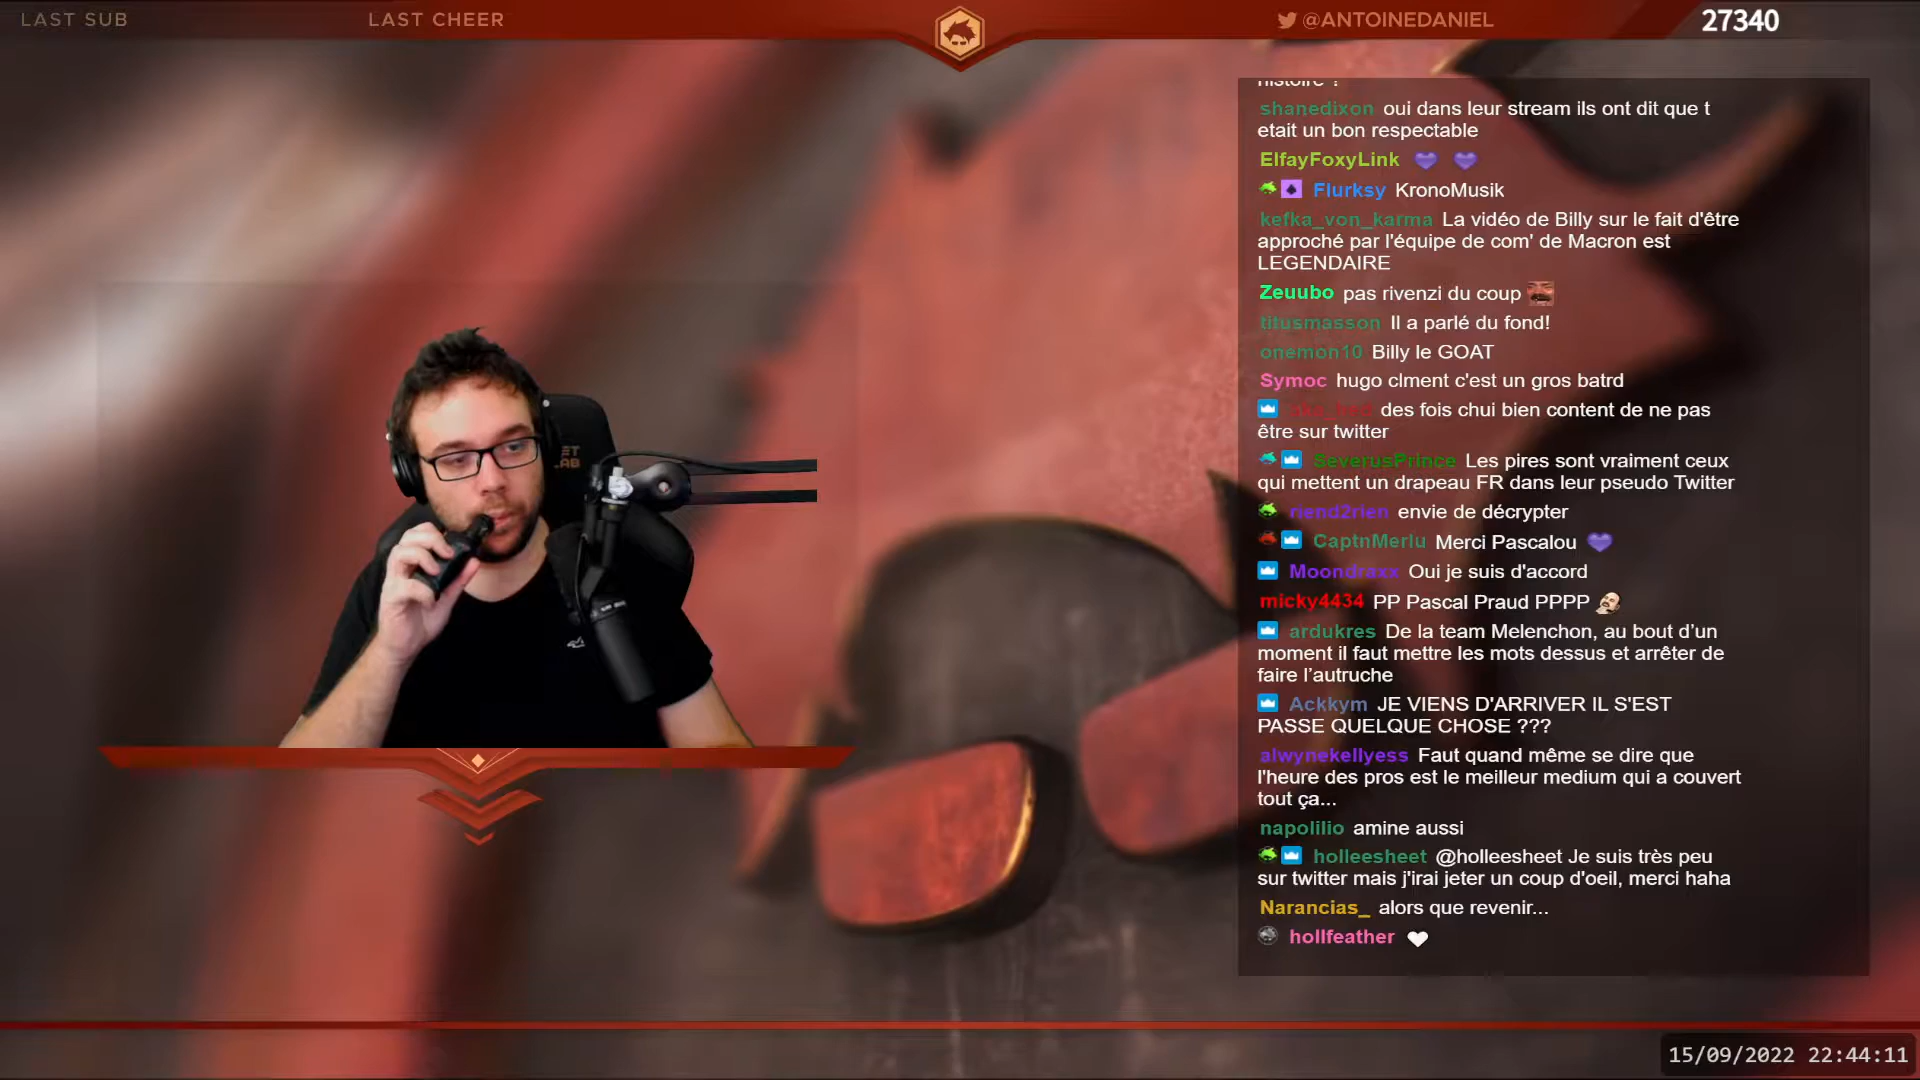 LAST SUB
LAST CHEER
@ANTOINEDANIEL
27340
histoire ?
shanedixon oui dans leur stream ils ont dit que t
etait un bon respectable
ElfayFoxyLink
Flurksy KronoMusik
kefka_von_karma La vidéo de Billy sur le fait d'être
approché par l'équipe de com' de Macron est
LEGENDAIRE
Zeuubo pas rivenzi du coup
titusmasson Il a parlé du fond!
onemon10 Billy le GOAT
Symoc hugo clment c'est un gros batrd
des fois chui bien content de ne pas
être sur twitter
SeverusPrince Les pires sont vraiment ceux
qui mettent un drapeau FR dans leur pseudo Twitter
riend2rien envie de décrypter
CaptnMerlu Merci Pascalou
Moondraxx Oui je suis d'accord
micky4434 PP Pascal Praud PPPP
ardukres De la team Melenchon, au bout d’un
moment il faut mettre les mots dessus et arrêter de
faire l’autruche
Ackkym JE VIENS D'ARRIVER IL S'EST
PASSE QUELQUE CHOSE ???
alwynekellyess Faut quand même se dire que
l'heure des pros est le meilleur medium qui a couvert
tout ça...
napolilio amine aussi
holleesheet @holleesheet Je suis très peu
sur twitter mais j'irai jeter un coup d'oeil, merci haha
Narancias_ alors que revenir...
hollfeather
15/09/2022 22:44:11